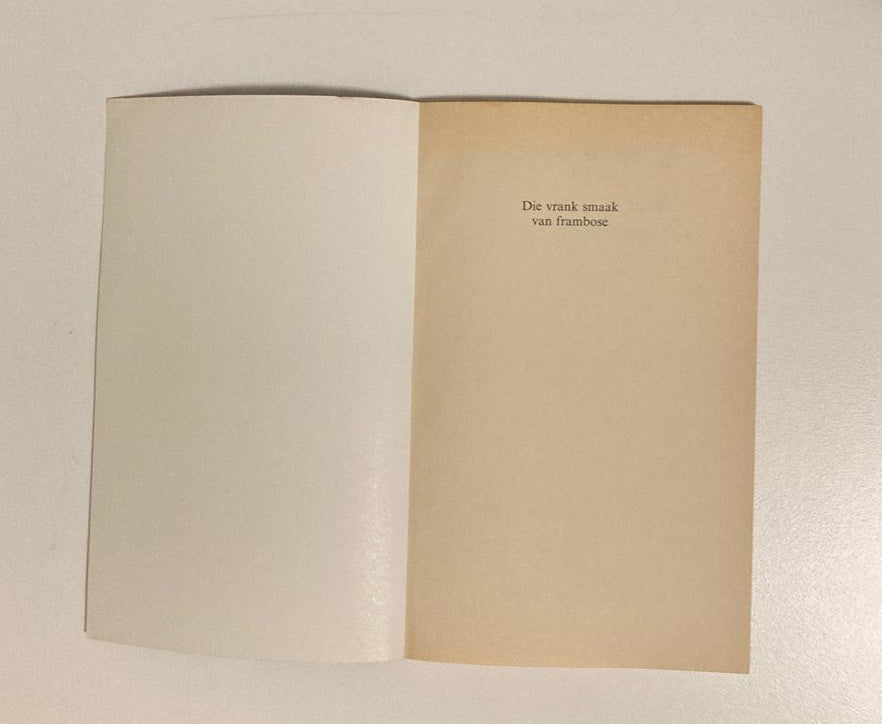 Die vrank smaak
van frambose